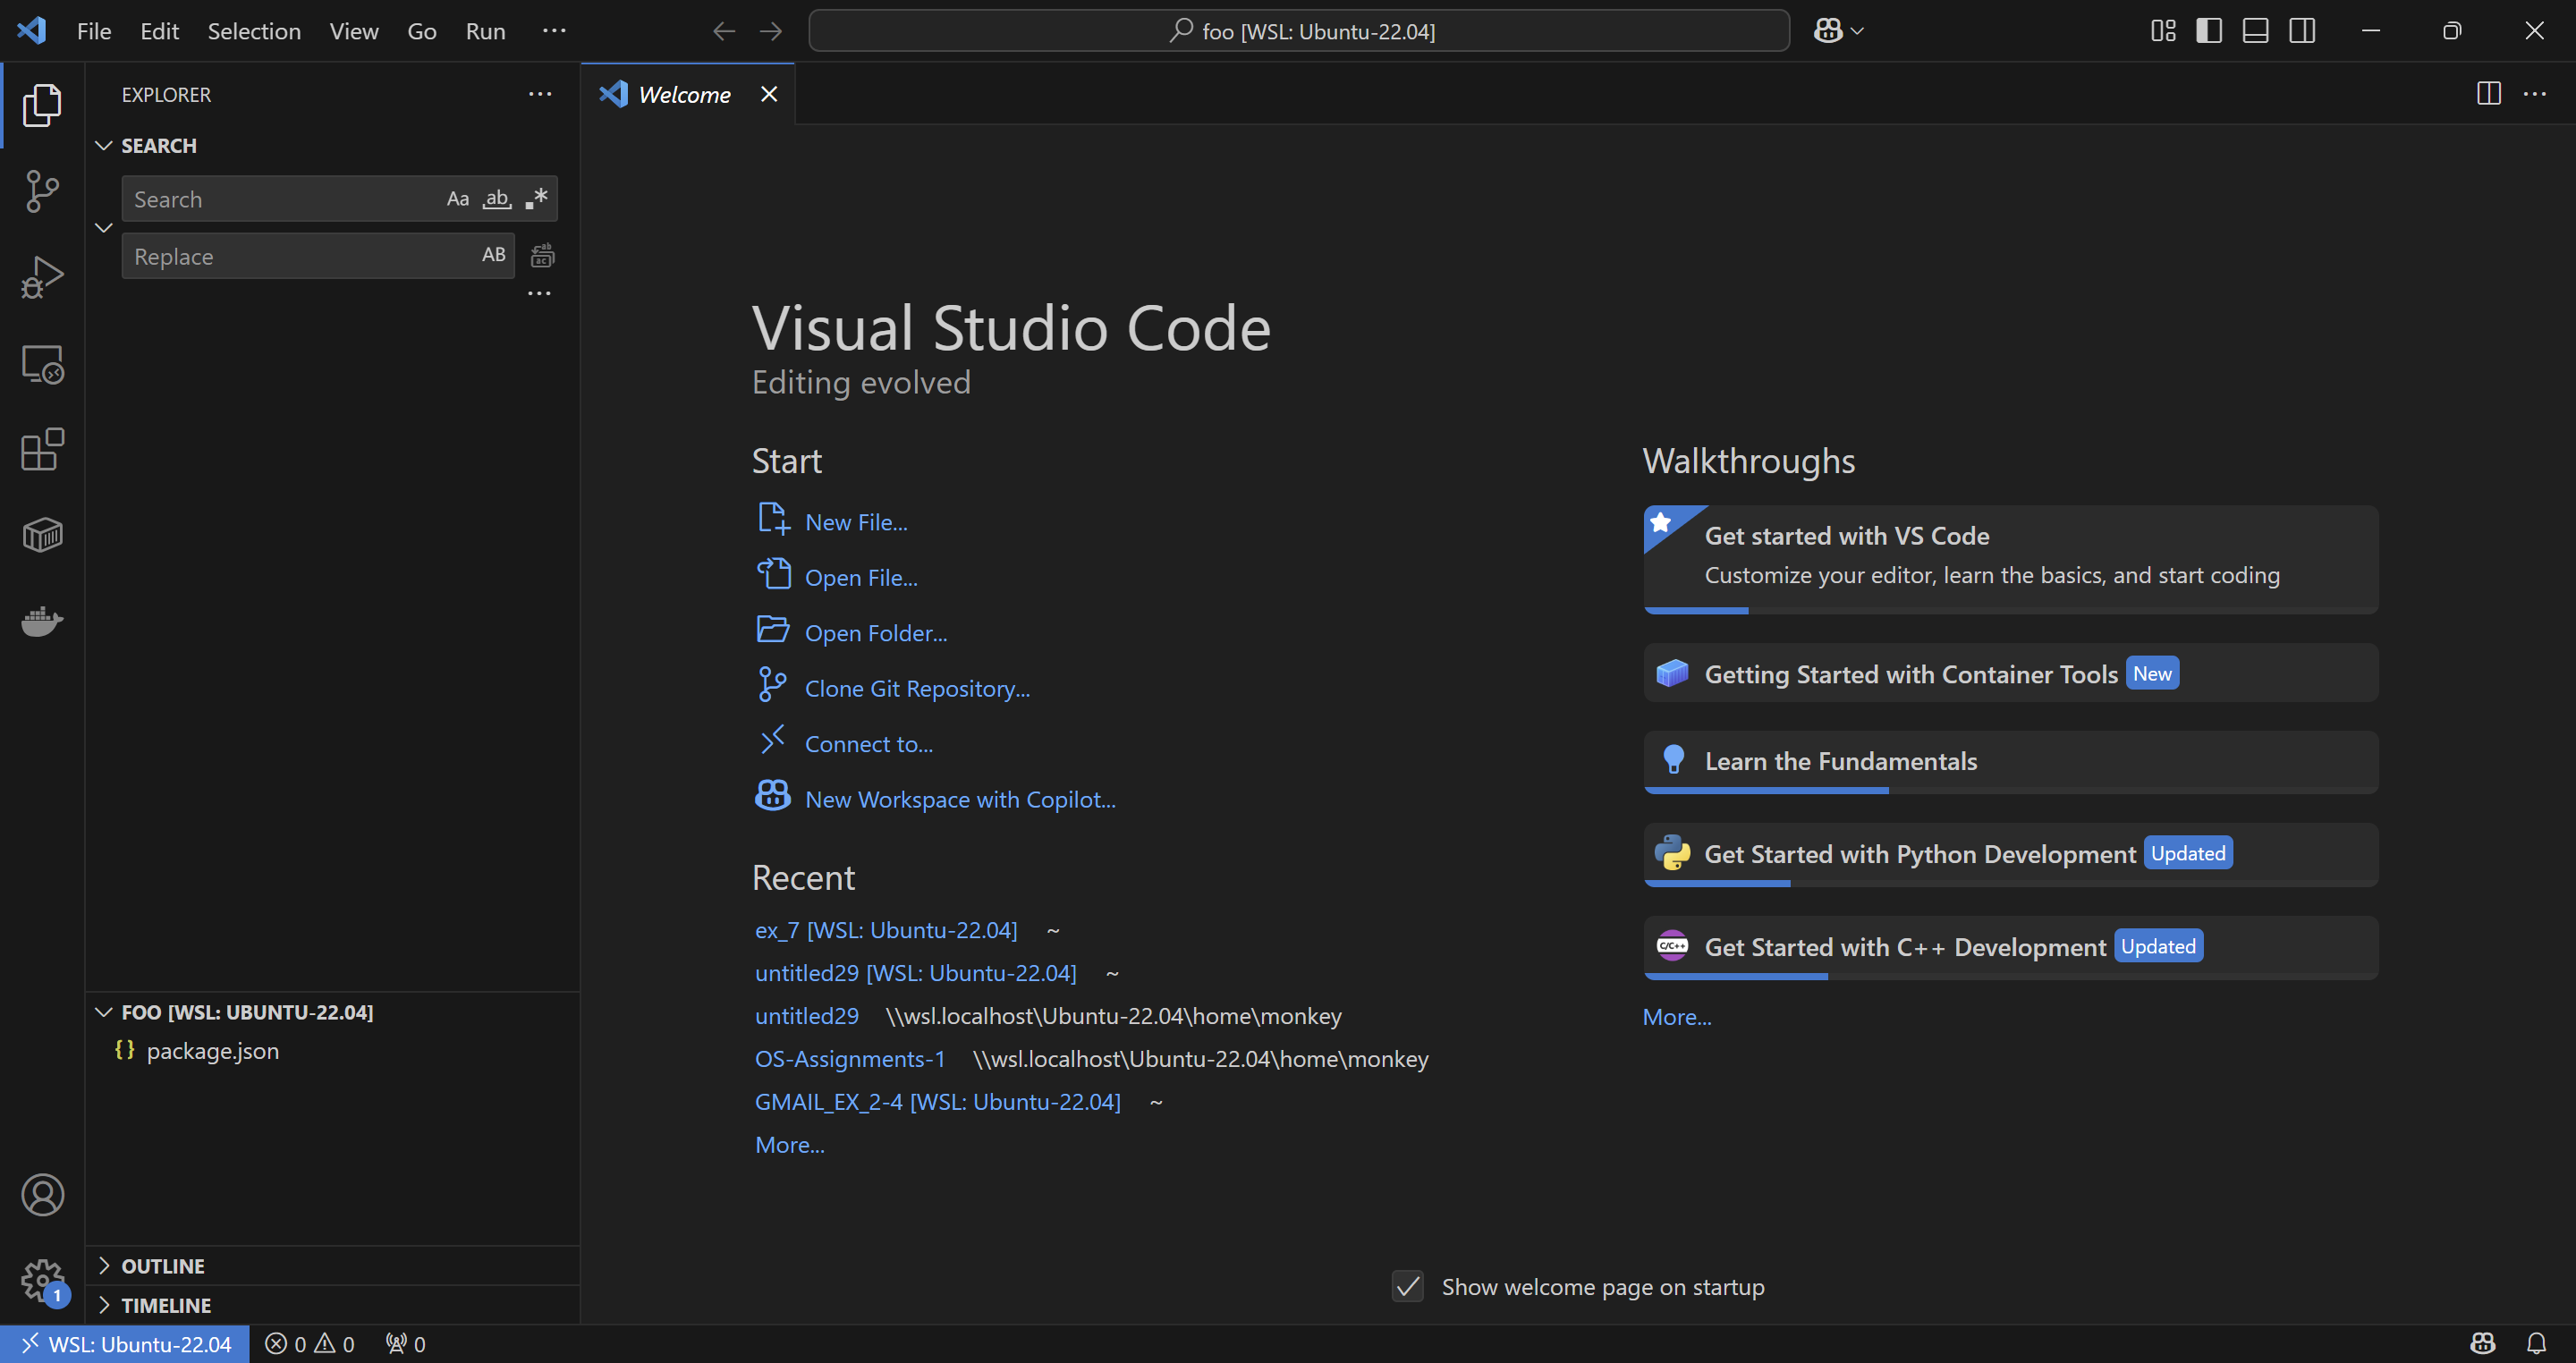 File Edit Selection View Go Run ···
foo [WSL: Ubuntu-22.04]
EXPLORER
SEARCH
Search Aa ab .*
Replace AB
Welcome
Visual Studio Code
Editing evolved
Start
New File...
Open File...
Open Folder...
Clone Git Repository...
Connect to...
New Workspace with Copilot...
Recent
ex_7 [WSL: Ubuntu-22.04] ~
untitled29 [WSL: Ubuntu-22.04] ~
untitled29 \\wsl.localhost\Ubuntu-22.04\home\monkey
OS-Assignments-1 \\wsl.localhost\Ubuntu-22.04\home\monkey
GMAIL_EX_2-4 [WSL: Ubuntu-22.04] ~
More...
Walkthroughs
Get started with VS Code
Customize your editor, learn the basics, and start coding
Getting Started with Container Tools New
Learn the Fundamentals
Get Started with Python Development Updated
C/C++ Get Started with C++ Development Updated
More...
Show welcome page on startup
FOO [WSL: UBUNTU-22.04]
{} package.json
OUTLINE
TIMELINE
1
WSL: Ubuntu-22.04 0 0 0